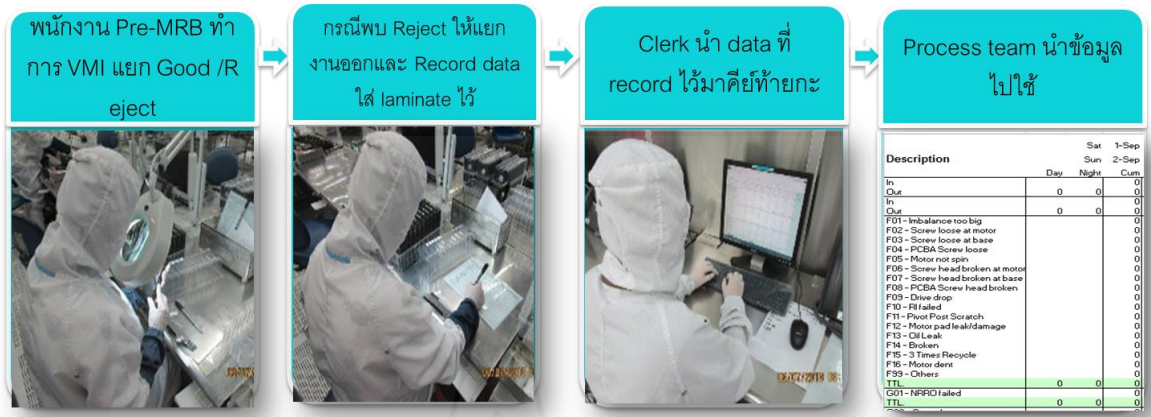 พนักงาน Pre-MRB ทำ
การ VMI แยก Good /R
eject
กรณีพบ Reject ให้แยก
งานออกและ Record data
ใส่ laminate ไว้
Clerk นำ data ที่
record ไว้มาคีย์ท้ายกะ
Process team นำข้อมูล
ไปใช้
Sat 1-Sep
Description Sun 2-Sep
Day Night Cum
In 0
Out 0 0 0
In 0
Out 0 0 0
F01 - Imbalance too big 0
F02 - Screw loose at motor 0
F03 - Screw loose at base 0
F04 - PCBA Screw loose 0
F05 - Motor not spin 0
F06 - Screw head broken at motor 0
F07 - Screw head broken at base 0
F08 - PCBA Screw head broken 0
F09 - Drive drop 0
F10 - RI failed 0
F11 - Pivot Post Scratch 0
F12 - Motor pad leak/damage 0
F13 - Oil Leak 0
F14 - Broken 0
F15 - 3 Times Recycle 0
F16 - Motor dent 0
F99 - Others 0
TTL. 0 0 0
G01 - NRRO failed 0
TTL. 0 0 0